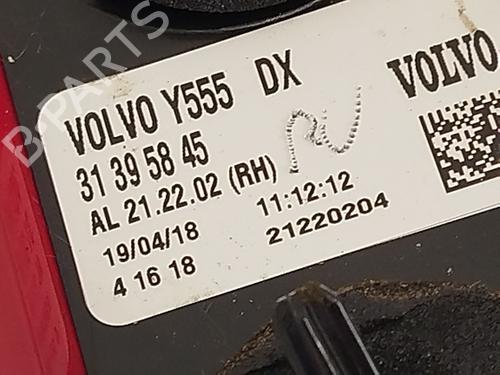 VOLVO Y555 DX
VOLVO
31 39 58 45
AL 21.22.02 (RH)
19/04/18
11:12:12
4 16 18
21220204
B-PARTS